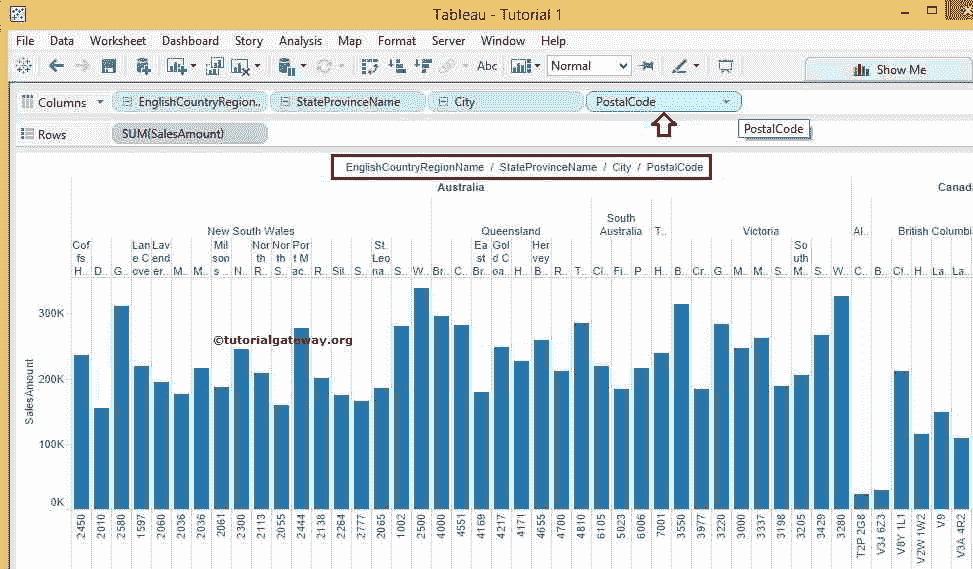 Tableau - Tutorial 1
File Data Worksheet Dashboard Story Analysis Map Format Server Window Help
Abc Normal Show Me
Columns EnglishCountryRegion.. StateProvinceName City PostalCode
PostalCode
Rows SUM(SalesAmount)
EnglishCountryRegionName / StateProvinceName / City / PostalCode
Australia Canad
New South Wales Queensland South Australia T.. Victoria Al.. British Columbi
Cof fs H.. D.. G.. Lan e C ove Lav ender.. M.. M.. Mil son s .. N.. Nor th R.. Nor th S.. Por t M ac.. R.. Sil.. S.. St. Leo na.. S.. W.. Br.. C.. Ea st Br.. Gol d C oa.. H.. Her vey B.. R.. T.. Cl.. Fi.. P.. H.. B.. Cr.. G.. M.. M.. S.. So uth M.. S.. W.. C.. B.. Cl.. H.. La.. La..
300K
©tutorialgateway.org
200K
SalesAmount
100K
0K
2450 2010 2580 1597 2060 2036 2036 2061 2300 2113 2055 2444 2138 2264 2777 2065 1002 2500 4000 4551 4169 4217 4171 4655 4700 4810 6105 5023 6006 7001 3550 3977 3220 3000 3337 3198 3205 3429 3280 T2P 2G8 V3J 6Z3 V8Y 1L1 V2W 1W2 V9 V3A 4R2